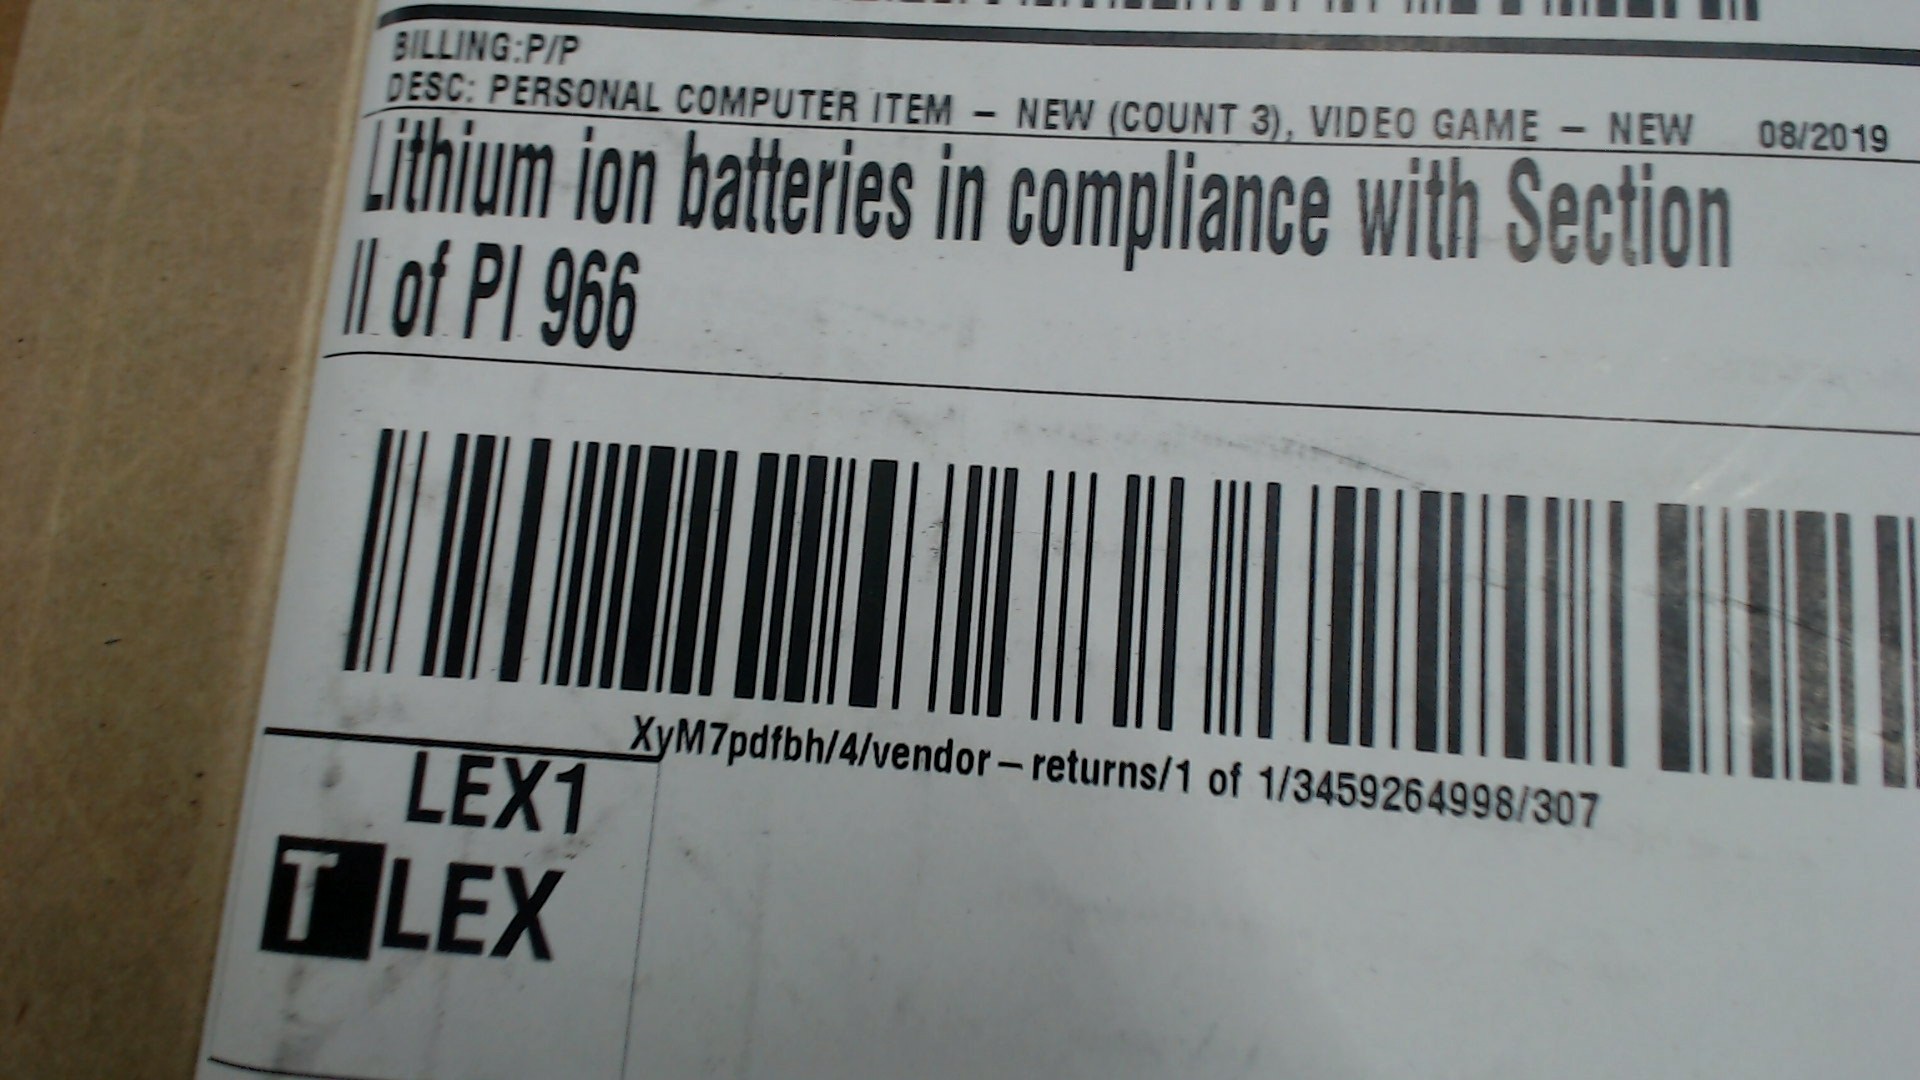 BILLING:P/P
DESC: PERSONAL COMPUTER ITEM – NEW (COUNT 3), VIDEO GAME – NEW 08/2019
Lithium ion batteries in compliance with Section
II of PI 966
XyM7pdfbh/4/vendor–returns/1 of 1/3459264998/307
LEX1
T LEX